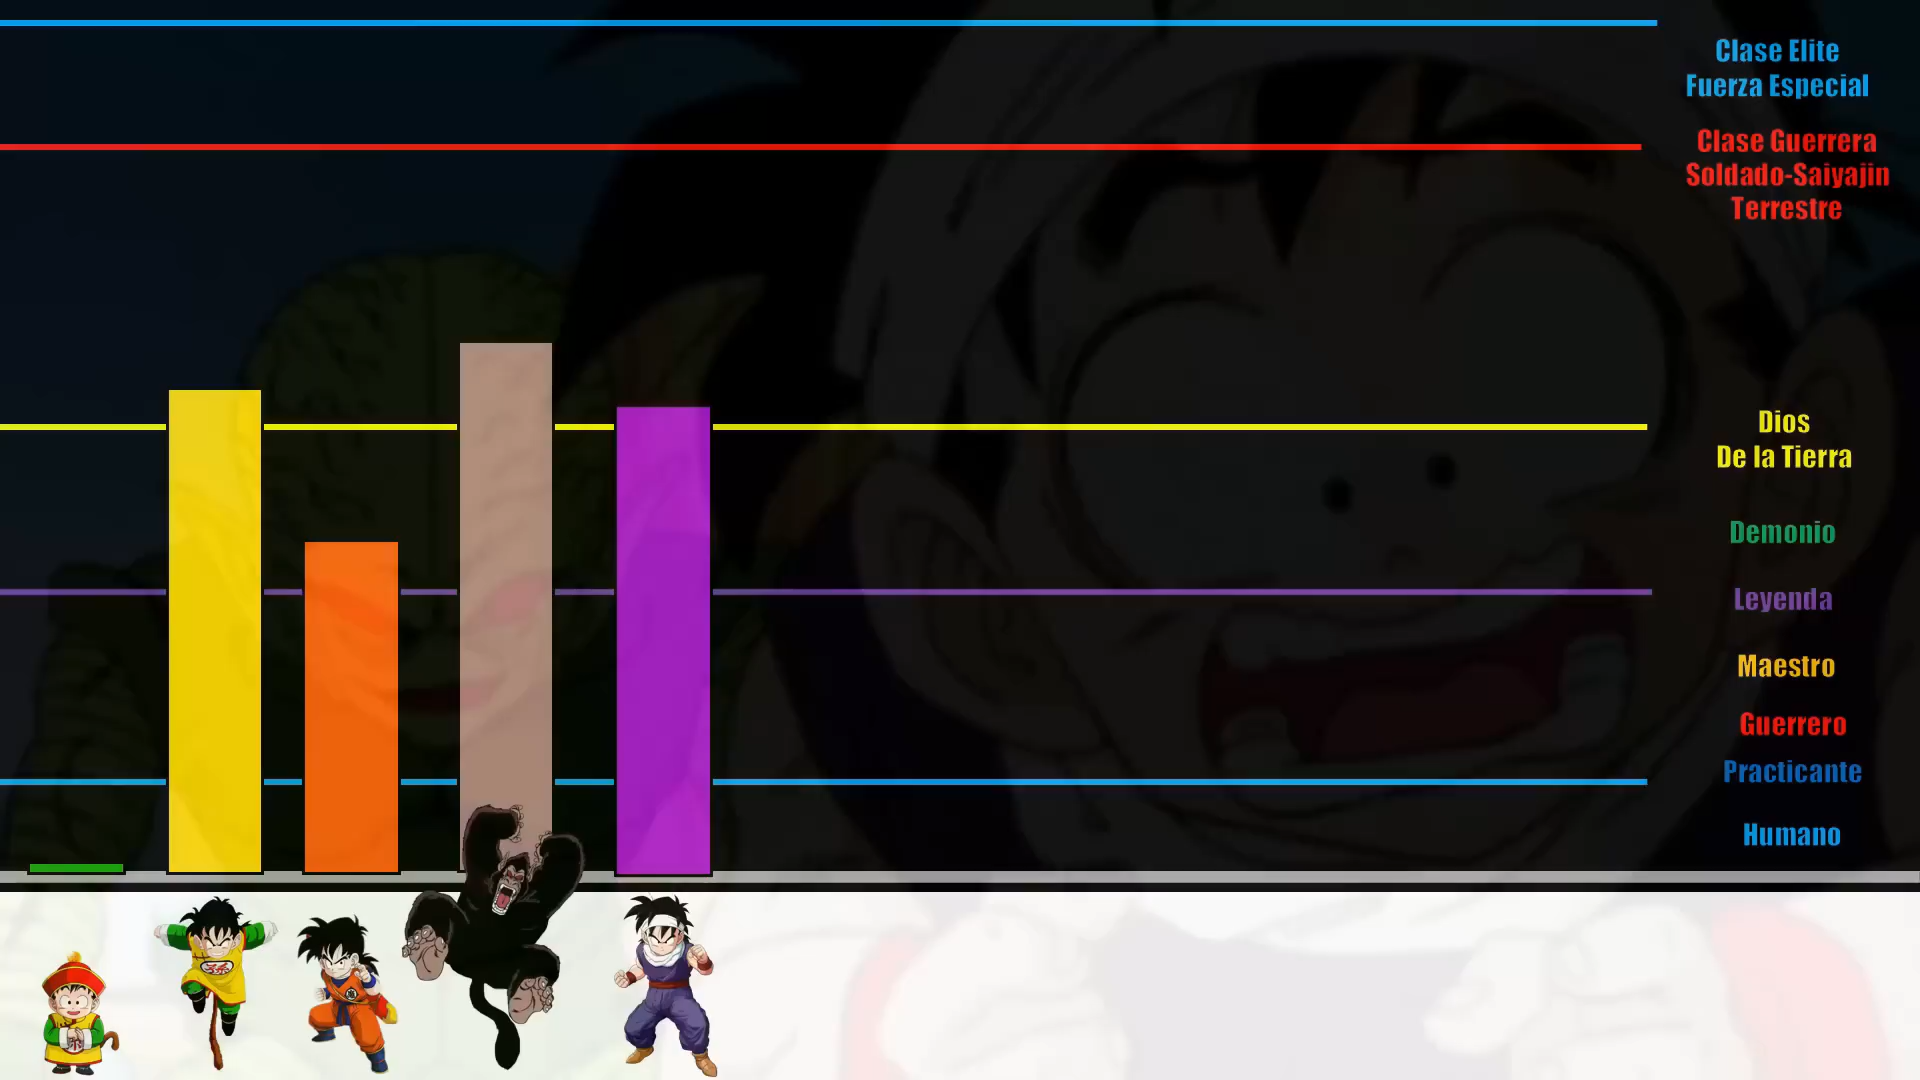 Clase Elite
Fuerza Especial
Clase Guerrera
Soldado-Saiyajin
Terrestre
Dios
De la Tierra
Demonio
Leyenda
Maestro
Guerrero
Practicante
Humano